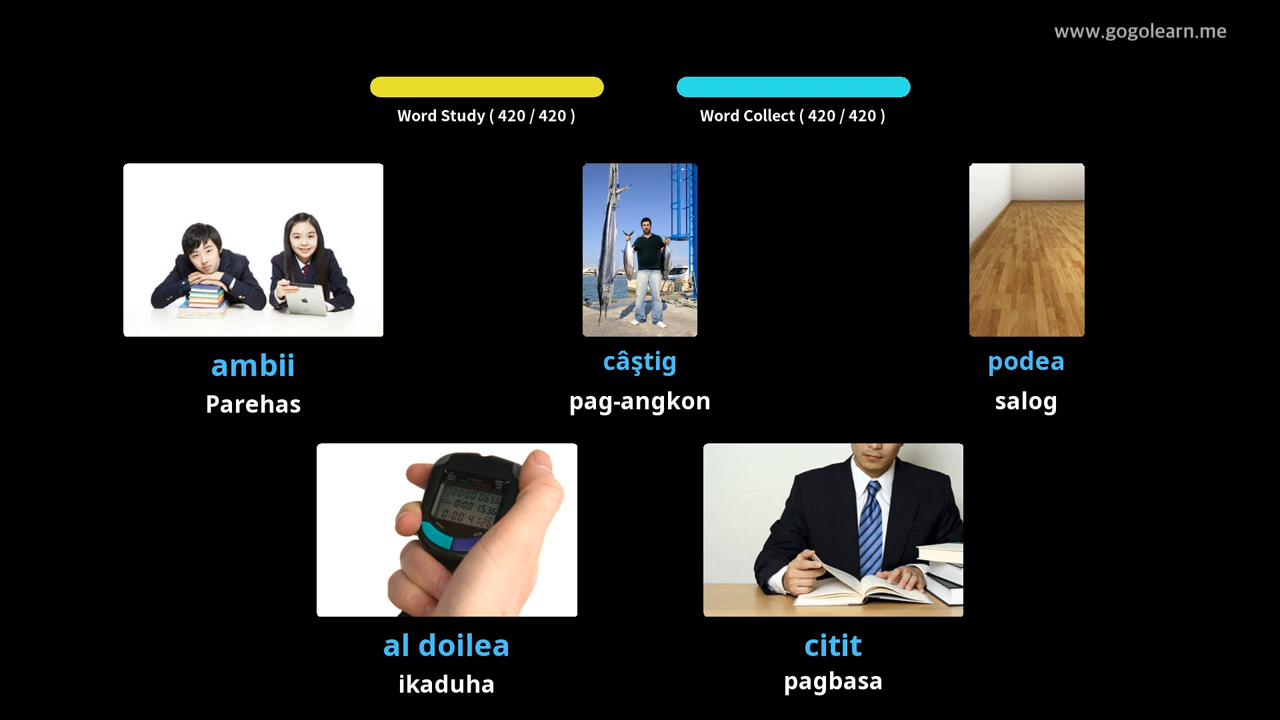 www.gogolearn.me
Word Study ( 420 / 420 )
Word Collect ( 420 / 420 )
ambii
câştig
podea
Parehas
pag-angkon
salog
al doilea
citit
ikaduha
pagbasa